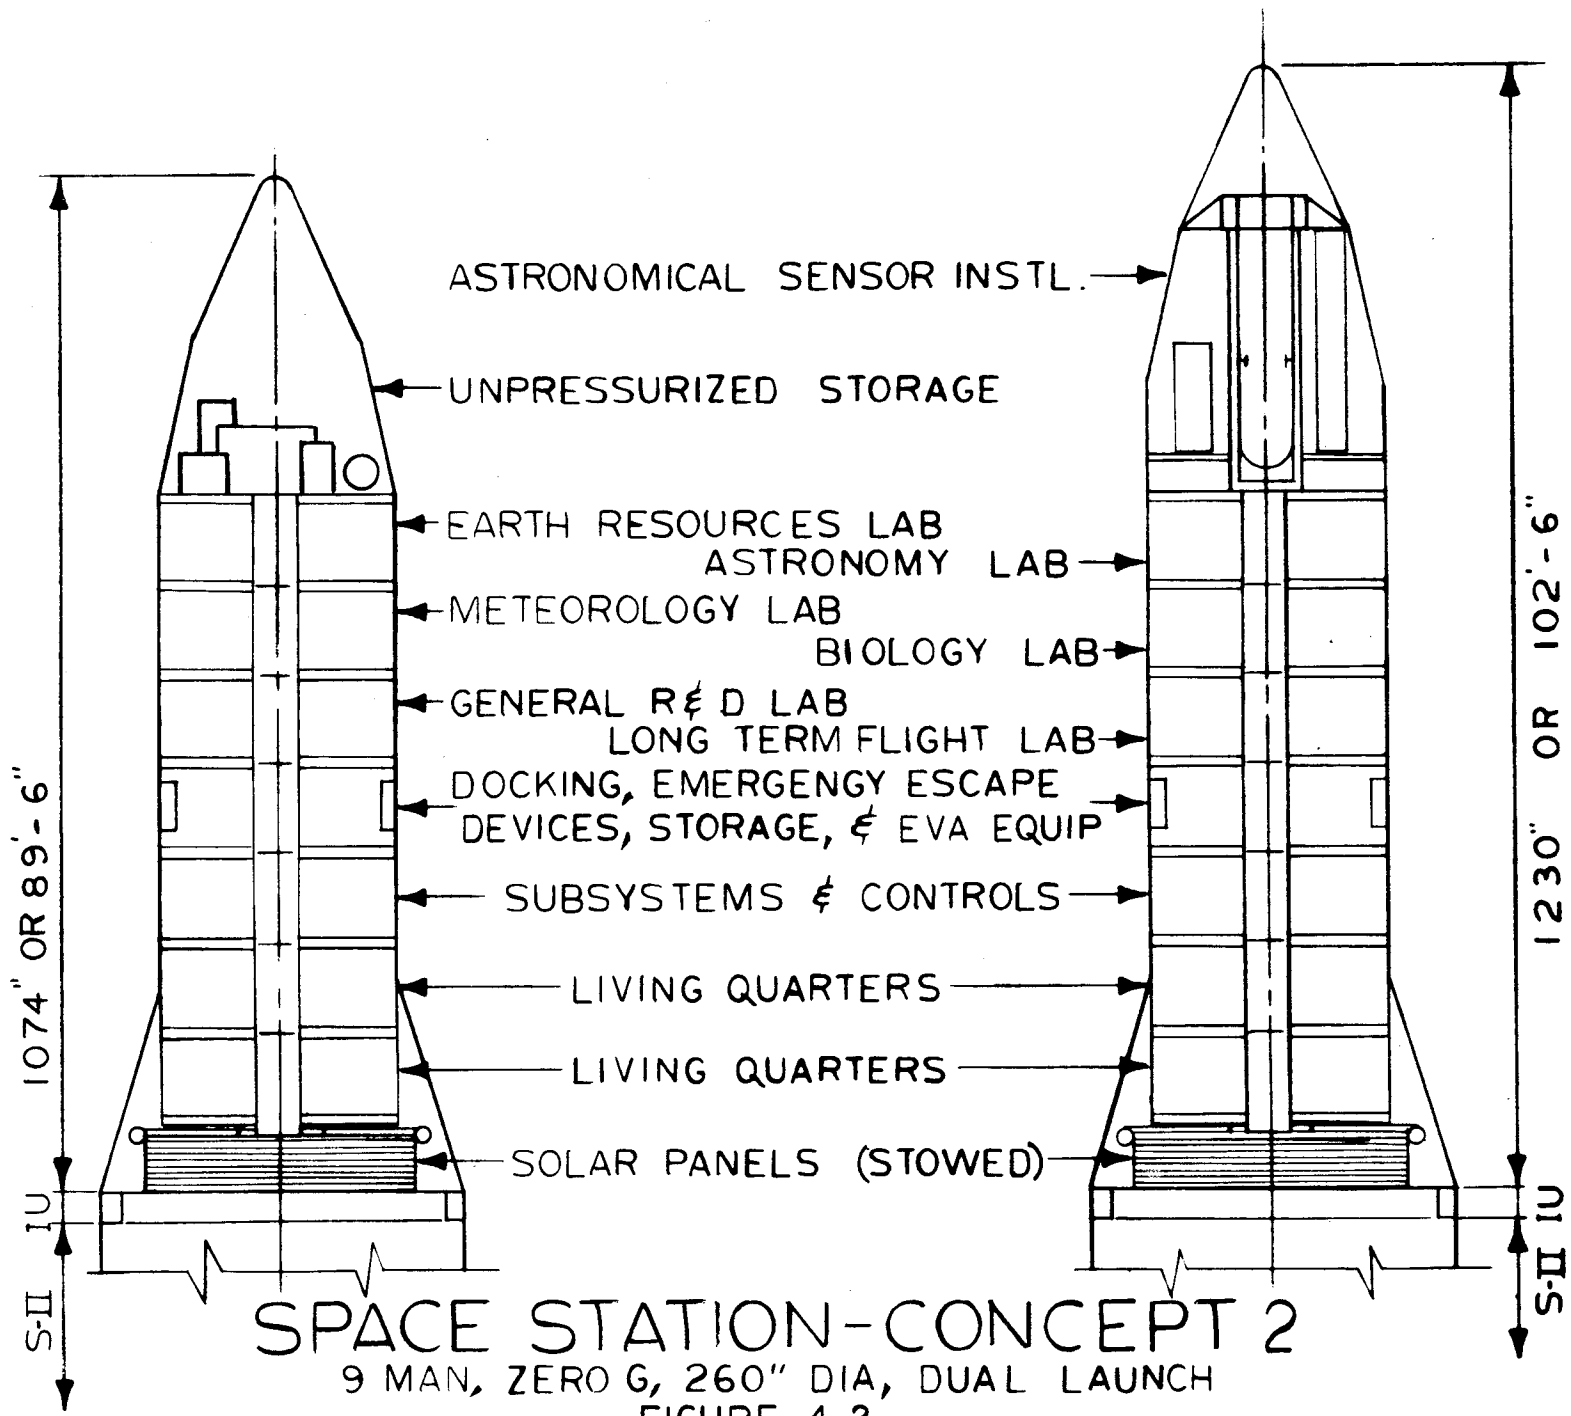 ASTRONOMICAL SENSOR INSTL.
UNPRESSURIZED STORAGE
EARTH RESOURCES LAB
ASTRONOMY LAB
METEOROLOGY LAB
BIOLOGY LAB
GENERAL R & D LAB
LONG TERM FLIGHT LAB
DOCKING, EMERGENGY ESCAPE
DEVICES, STORAGE, & EVA EQUIP
SUBSYSTEMS & CONTROLS
LIVING QUARTERS
LIVING QUARTERS
SOLAR PANELS (STOWED)
1074" OR 89'-6"
IU
S-II
1230" OR 102'-6"
IU
S-II
SPACE STATION-CONCEPT 2
9 MAN, ZERO G, 260" DIA, DUAL LAUNCH